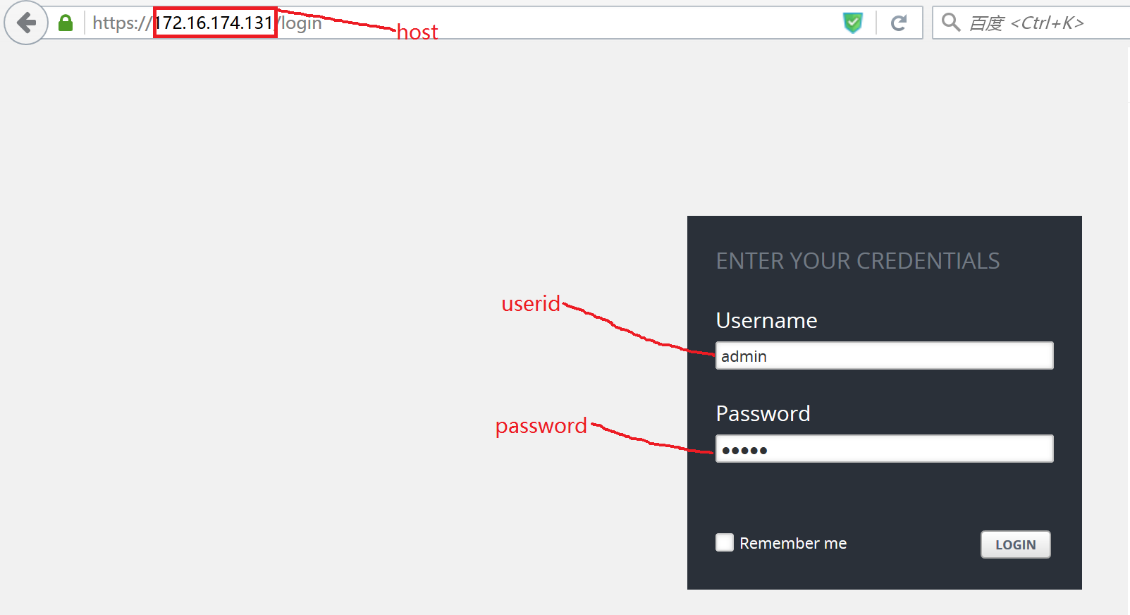 https://172.16.174.131/login
百度 <Ctrl+K>
host
ENTER YOUR CREDENTIALS
userid
Username
admin
password
Password
●●●●●
Remember me
LOGIN